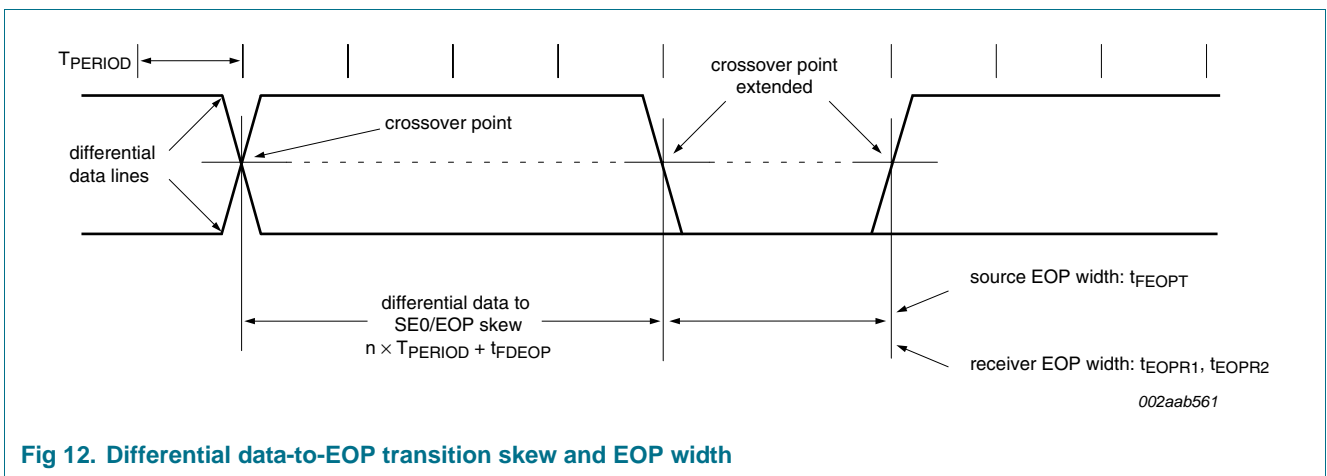 TPERIOD
crossover point
extended
crossover point
differential
data lines
differential data to
SE0/EOP skew
n × TPERIOD + tFDEOP
source EOP width: tFEOPT
receiver EOP width: tEOPR1, tEOPR2
002aab561
Fig 12. Differential data-to-EOP transition skew and EOP width